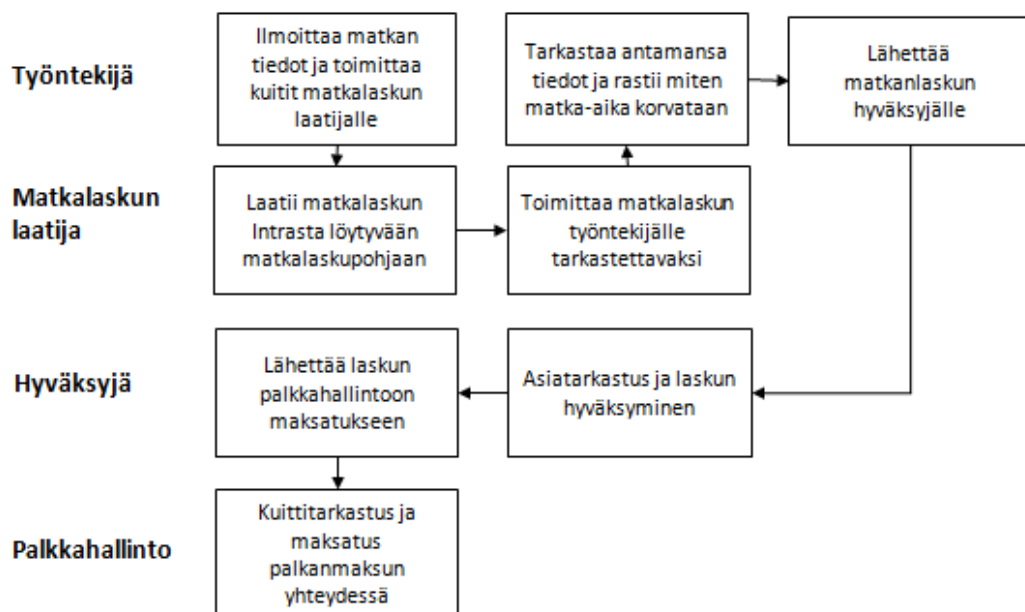 Työntekijä
Ilmoittaa matkan
tiedot ja toimittaa
kuitit matkalaskun
laatijalle
Tarkastaa antamansa
tiedot ja rastii miten
matka-aika korvataan
Lähettää
matkanlaskun
hyväksyjälle
Matkalaskun
laatija
Laatii matkalaskun
Intrasta löytyvään
matkalaskupohjaan
Toimittaa matkalaskun
työntekijälle
tarkastettavaksi
Hyväksyjä
Lähettää laskun
palkkahallintoon
maksatukseen
Asiatarkastus ja laskun
hyväksyminen
Palkkahallinto
Kuittitarkastus ja
maksatus
palkanmaksun
yhteydessä